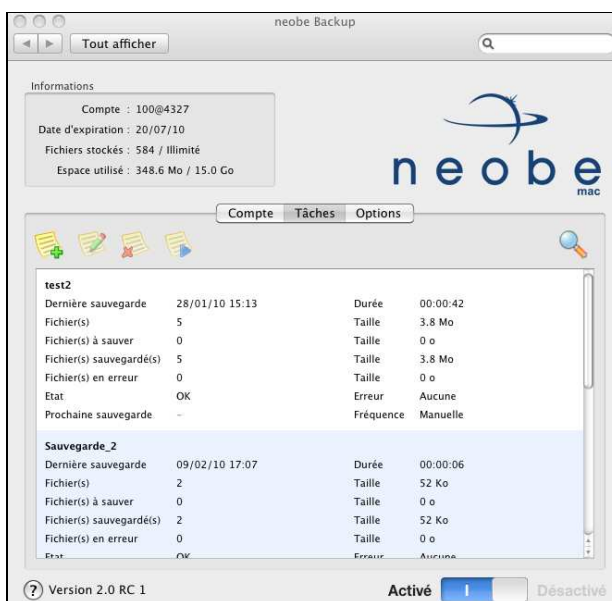 neobe Backup
Tout afficher
Informations
Compte : 100@4327
Date d'expiration : 20/07/10
Fichiers stockés : 584 / Illimité
Espace utilisé : 348.6 Mo / 15.0 Go
neobe
mac
Compte Tâches Options
test2
Dernière sauvegarde 28/01/10 15:13 Durée 00:00:42
Fichier(s) 5 Taille 3.8 Mo
Fichier(s) à sauver 0 Taille 0 o
Fichier(s) sauvegardé(s) 5 Taille 3.8 Mo
Fichier(s) en erreur 0 Taille 0 o
Etat OK Erreur Aucune
Prochaine sauvegarde - Fréquence Manuelle
Sauvegarde_2
Dernière sauvegarde 09/02/10 17:07 Durée 00:00:06
Fichier(s) 2 Taille 52 Ko
Fichier(s) à sauver 0 Taille 0 o
Fichier(s) sauvegardé(s) 2 Taille 52 Ko
Fichier(s) en erreur 0 Taille 0 o
Etat OK Erreur Aucune
? Version 2.0 RC 1 Activé I Désactivé